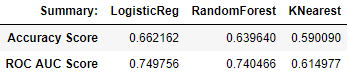 Summary: LogisticReg RandomForest KNearest
Accuracy Score 0.662162 0.639640 0.590090
ROC AUC Score 0.749756 0.740466 0.614977